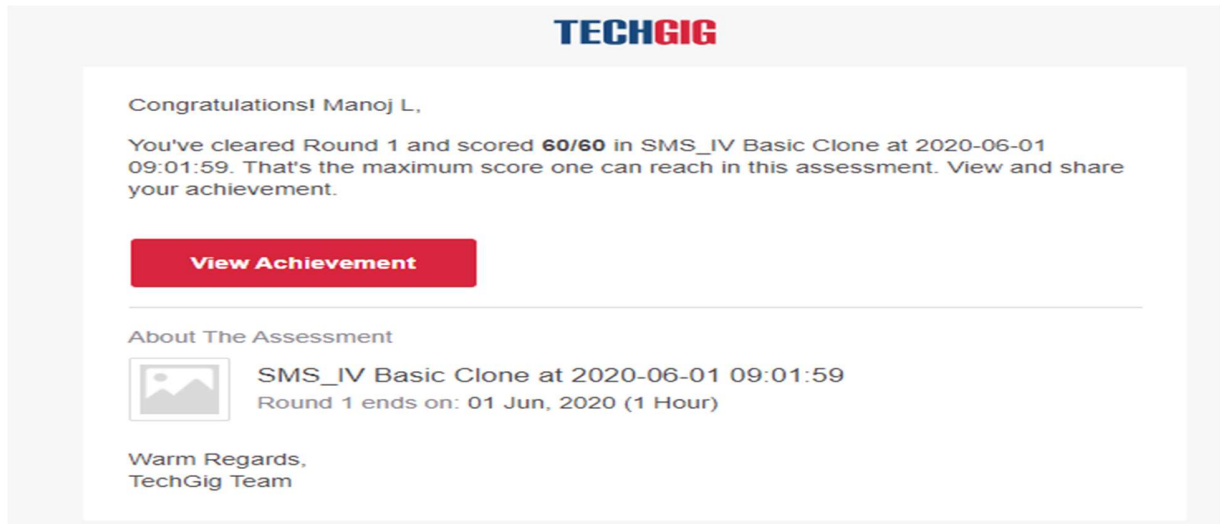 TECHGIG
Congratulations! Manoj L,
You've cleared Round 1 and scored 60/60 in SMS_IV Basic Clone at 2020-06-01
09:01:59. That's the maximum score one can reach in this assessment. View and share
your achievement.
View Achievement
About The Assessment
SMS_IV Basic Clone at 2020-06-01 09:01:59
Round 1 ends on: 01 Jun, 2020 (1 Hour)
Warm Regards,
TechGig Team